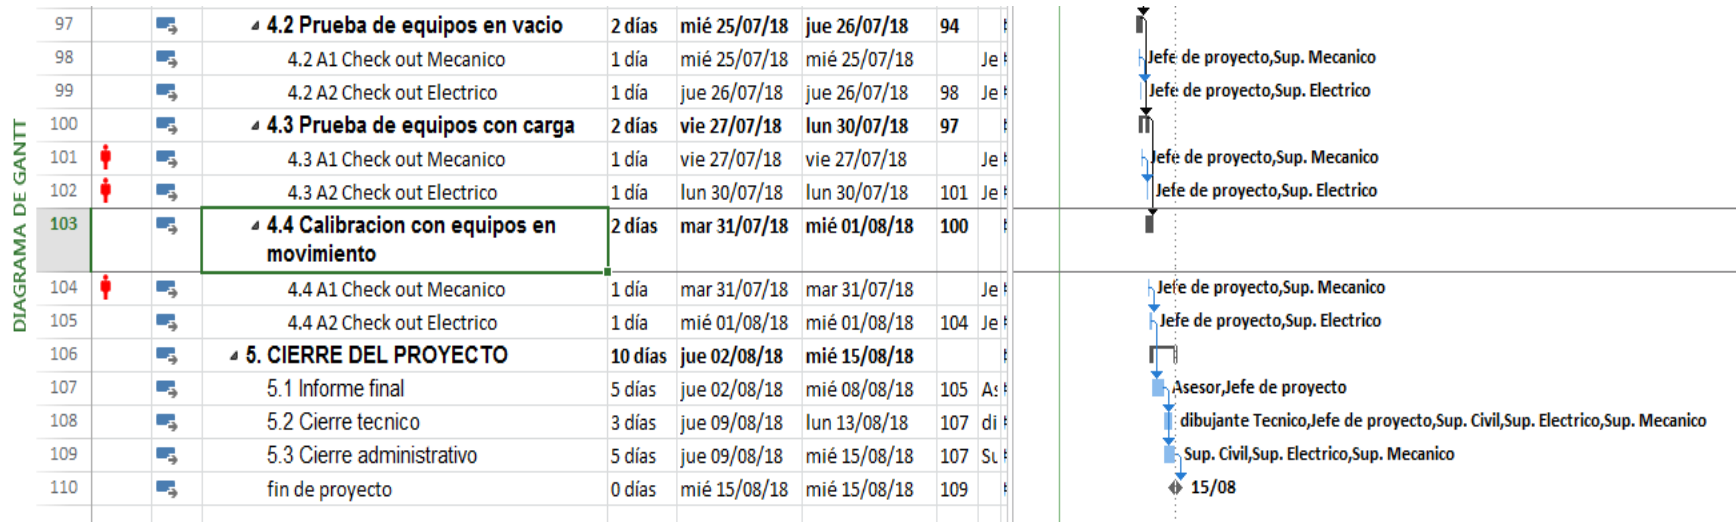 DIAGRAMA DE GANTT
97 4.2 Prueba de equipos en vacio 2 días mié 25/07/18 jue 26/07/18 94
98 4.2 A1 Check out Mecanico 1 día mié 25/07/18 mié 25/07/18 Je Jefe de proyecto,Sup. Mecanico
99 4.2 A2 Check out Electrico 1 día jue 26/07/18 jue 26/07/18 98 Je Jefe de proyecto,Sup. Electrico
100 4.3 Prueba de equipos con carga 2 días vie 27/07/18 lun 30/07/18 97
101 4.3 A1 Check out Mecanico 1 día vie 27/07/18 vie 27/07/18 Je Jefe de proyecto,Sup. Mecanico
102 4.3 A2 Check out Electrico 1 día lun 30/07/18 lun 30/07/18 101 Je Jefe de proyecto,Sup. Electrico
103 4.4 Calibracion con equipos en 2 días mar 31/07/18 mié 01/08/18 100
movimiento
104 4.4 A1 Check out Mecanico 1 día mar 31/07/18 mar 31/07/18 Je Jefe de proyecto,Sup. Mecanico
105 4.4 A2 Check out Electrico 1 día mié 01/08/18 mié 01/08/18 104 Je Jefe de proyecto,Sup. Electrico
106 5. CIERRE DEL PROYECTO 10 días jue 02/08/18 mié 15/08/18
107 5.1 Informe final 5 días jue 02/08/18 mié 08/08/18 105 As Asesor,Jefe de proyecto
108 5.2 Cierre tecnico 3 días jue 09/08/18 lun 13/08/18 107 di dibujante Tecnico,Jefe de proyecto,Sup. Civil,Sup. Electrico,Sup. Mecanico
109 5.3 Cierre administrativo 5 días jue 09/08/18 mié 15/08/18 107 Su Sup. Civil,Sup. Electrico,Sup. Mecanico
110 fin de proyecto 0 días mié 15/08/18 mié 15/08/18 109 15/08